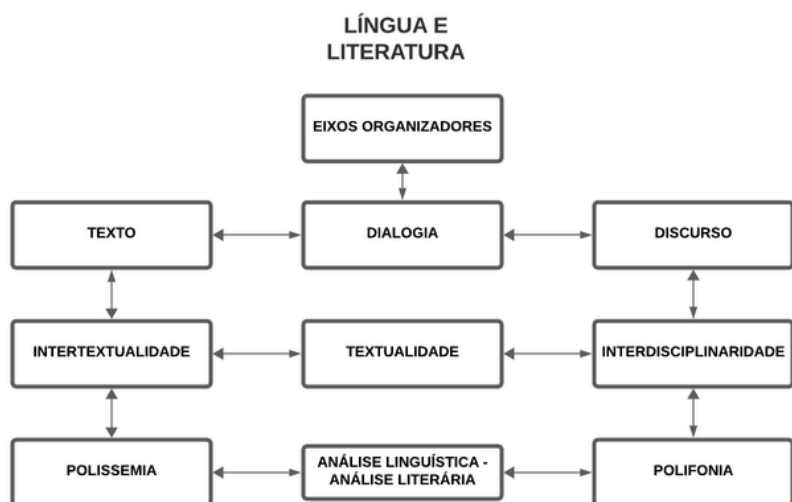 LÍNGUA E
LITERATURA
EIXOS ORGANIZADORES
TEXTO
DIALOGIA
DISCURSO
INTERTEXTUALIDADE
TEXTUALIDADE
INTERDISCIPLINARIDADE
POLISSEMIA
ANÁLISE LINGUÍSTICA -
ANÁLISE LITERÁRIA
POLIFONIA